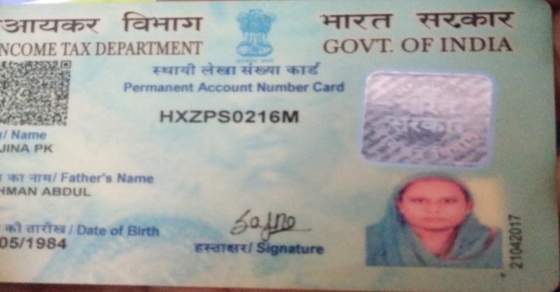 आयकर विभाग
INCOME TAX DEPARTMENT
भारत सरकार
GOVT. OF INDIA
स्थायी लेखा संख्या कार्ड
Permanent Account Number Card
HXZPS0216M
/ Name
JINA PK
का नाम/ Father's Name
HMAN ABDUL
की तारीख / Date of Birth
05/1984
हस्ताक्षर/ Signature
21042017